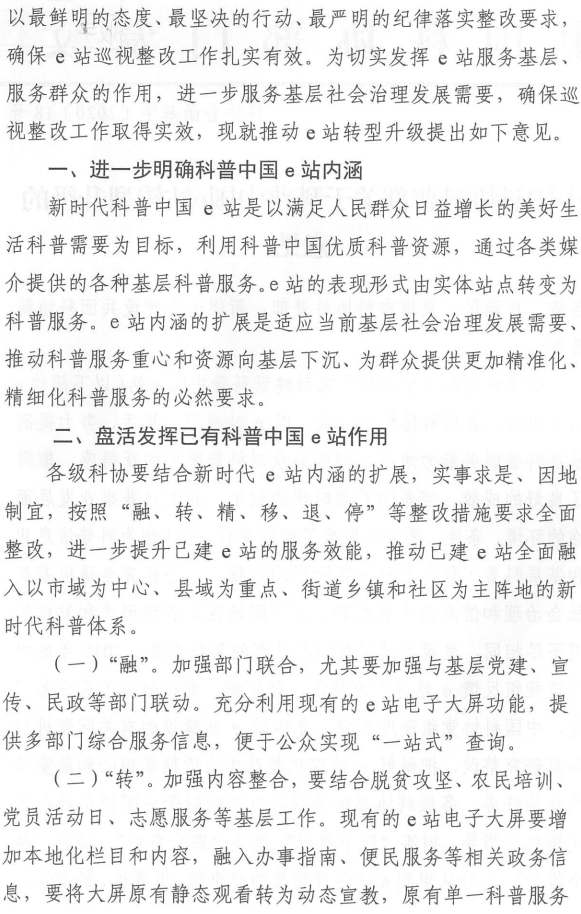 以最鲜明的态度、最坚决的行动、最严明的纪律落实整改要求，
确保 e 站巡视整改工作扎实有效。为切实发挥 e 站服务基层、
服务群众的作用，进一步服务基层社会治理发展需要，确保巡
视整改工作取得实效，现就推动 e 站转型升级提出如下意见。
一、进一步明确科普中国 e 站内涵
新时代科普中国 e 站是以满足人民群众日益增长的美好生
活科普需要为目标，利用科普中国优质科普资源，通过各类媒
介提供的各种基层科普服务。e 站的表现形式由实体站点转变为
科普服务。e 站内涵的扩展是适应当前基层社会治理发展需要、
推动科普服务重心和资源向基层下沉、为群众提供更加精准化、
精细化科普服务的必然要求。
二、盘活发挥已有科普中国 e 站作用
各级科协要结合新时代 e 站内涵的扩展，实事求是、因地
制宜，按照“融、转、精、移、退、停”等整改措施要求全面
整改，进一步提升已建 e 站的服务效能，推动已建 e 站全面融
入以市域为中心、县域为重点、街道乡镇和社区为主阵地的新
时代科普体系。
（一）“融”。加强部门联合，尤其要加强与基层党建、宣
传、民政等部门联动。充分利用现有的 e 站电子大屏功能，提
供多部门综合服务信息，便于公众实现“一站式”查询。
（二）“转”。加强内容整合，要结合脱贫攻坚、农民培训、
党员活动日、志愿服务等基层工作。现有的 e 站电子大屏要增
加本地化栏目和内容，融入办事指南、便民服务等相关政务信
息，要将大屏原有静态观看转为动态宣教，原有单一科普服务